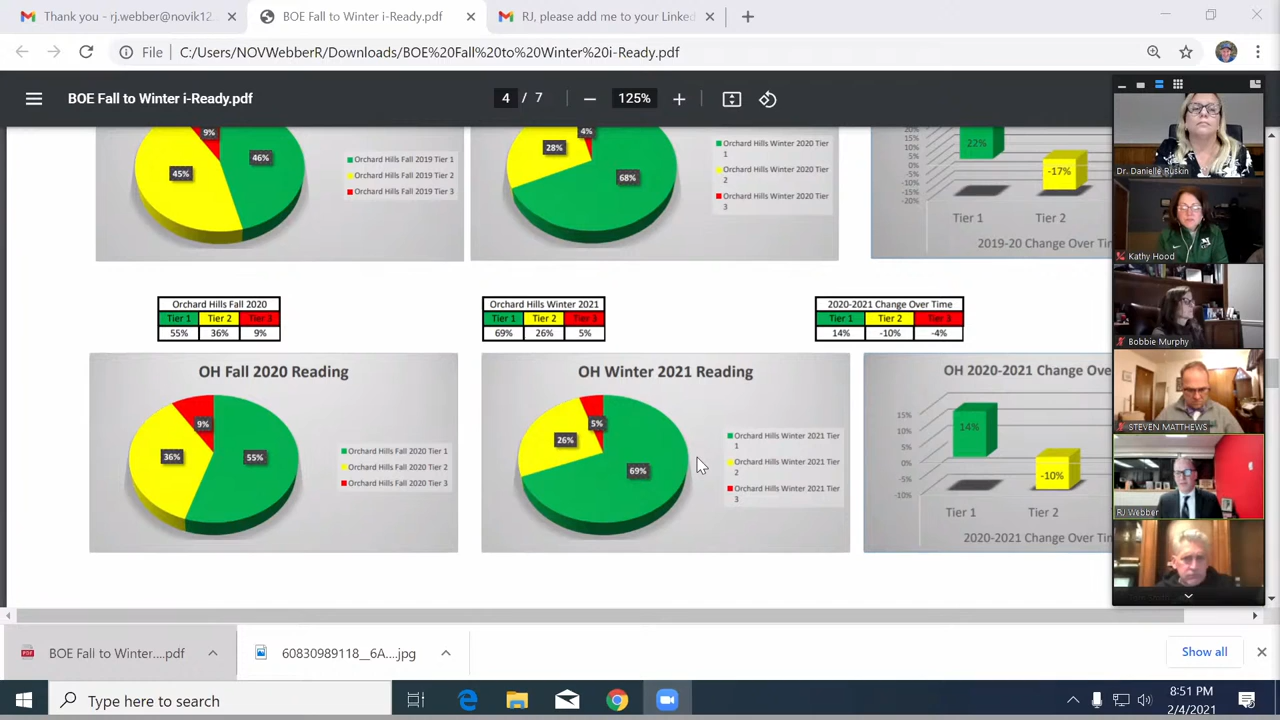 Thank you - rj.webber@novik12...
BOE Fall to Winter i-Ready.pdf
RJ, please add me to your Linked
File
C:/Users/NOVWebberR/Downloads/BOE%20Fall%20to%20Winter%20i-Ready.pdf
BOE Fall to Winter i-Ready.pdf
4 / 7
125%
9%
46%
45%
Orchard Hills Fall 2019 Tier 1
Orchard Hills Fall 2019 Tier 2
Orchard Hills Fall 2019 Tier 3
4%
28%
68%
Orchard Hills Winter 2020 Tier
1
Orchard Hills Winter 2020 Tier
2
Orchard Hills Winter 2020 Tier
3
20%
15%
10%
5%
0%
-5%
-10%
-15%
-20%
22%
-17%
Tier 1
Tier 2
2019-20 Change Over Tim
Orchard Hills Fall 2020
Tier 1 Tier 2 Tier 3
55% 36% 9%
Orchard Hills Winter 2021
Tier 1 Tier 2 Tier 3
69% 26% 5%
2020-2021 Change Over Time
Tier 1 Tier 2 Tier 3
14% -10% -4%
OH Fall 2020 Reading
9%
36%
55%
Orchard Hills Fall 2020 Tier 1
Orchard Hills Fall 2020 Tier 2
Orchard Hills Fall 2020 Tier 3
OH Winter 2021 Reading
5%
26%
69%
Orchard Hills Winter 2021 Tier
1
Orchard Hills Winter 2021 Tier
2
Orchard Hills Winter 2021 Tier
3
OH 2020-2021 Change Ove
15%
10%
5%
0%
-5%
-10%
14%
-10%
Tier 1
Tier 2
2020-2021 Change Over
Dr. Danielle Ruskin
Kathy Hood
Bobbie Murphy
STEVEN MATTHEWS
RJ Webber
BOE Fall to Winter....pdf
60830989118__6A....jpg
Show all
Type here to search
8:51 PM
2/4/2021